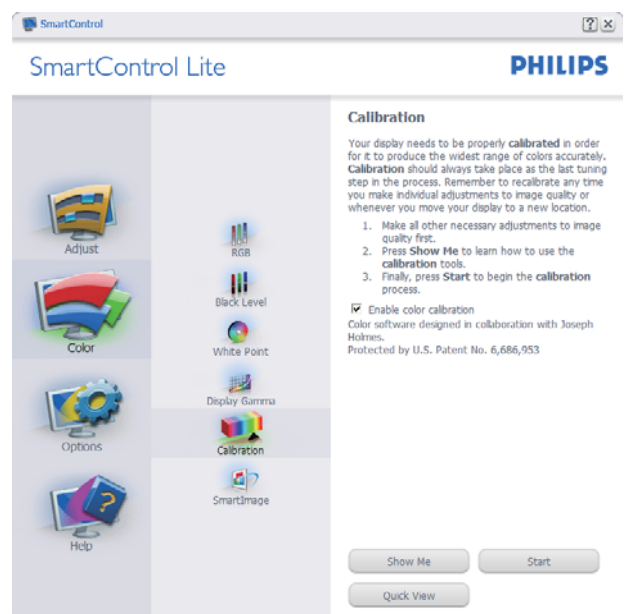 SmartControl
SmartControl Lite
PHILIPS
Adjust
Color
Options
Help
RGB
Black Level
White Point
Display Gamma
Calibration
SmartImage
Calibration
Your display needs to be properly calibrated in order
for it to produce the widest range of colors accurately.
Calibration should always take place as the last tuning
step in the process. Remember to recalibrate any time
you make individual adjustments to image quality or
whenever you move your display to a new location.
1. Make all other necessary adjustments to image
quality first.
2. Press Show Me to learn how to use the
calibration tools.
3. Finally, press Start to begin the calibration
process.
Enable color calibration
Color software designed in collaboration with Joseph
Holmes.
Protected by U.S. Patent No. 6,686,953
Show Me
Start
Quick View